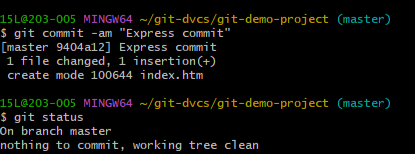 15L@203-005 MINGW64 ~/git-dvcs/git-demo-project (master)
$ git commit -am "Express commit"
[master 9404a12] Express commit
 1 file changed, 1 insertion(+)
 create mode 100644 index.htm

15L@203-005 MINGW64 ~/git-dvcs/git-demo-project (master)
$ git status
On branch master
nothing to commit, working tree clean